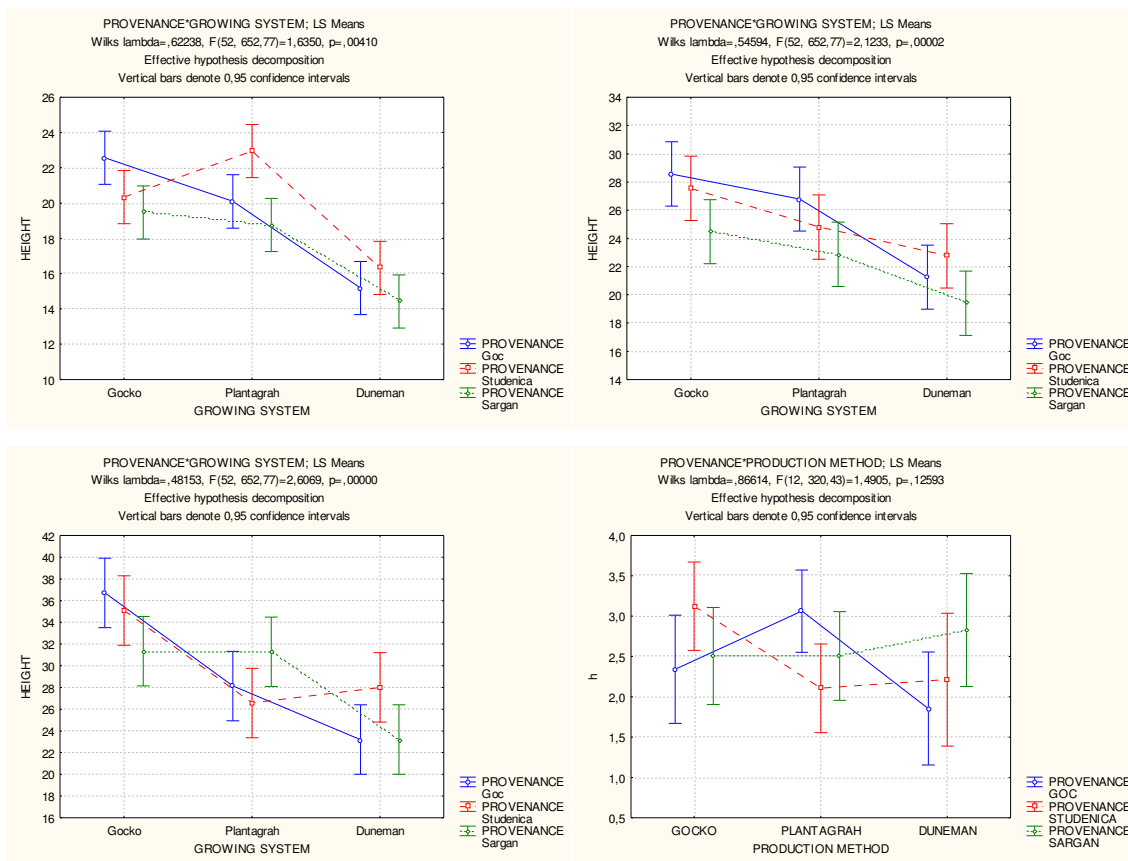 PROVENANCE*GROWING SYSTEM; LS Means
Wilks lambda=,62238, F(52, 652,77)=1,6350, p=,00410
Effective hypothesis decomposition
Vertical bars denote 0,95 confidence intervals
26
24
22
20
18
16
14
12
10
HEIGHT
Gocko Plantagrah Duneman
GROWING SYSTEM
PROVENANCE
Goc
PROVENANCE
Studenica
PROVENANCE
Sargan
PROVENANCE*GROWING SYSTEM; LS Means
Wilks lambda=,54594, F(52, 652,77)=2,1233, p=,00002
Effective hypothesis decomposition
Vertical bars denote 0,95 confidence intervals
34
32
30
28
26
24
22
20
18
16
14
HEIGHT
Gocko Plantagrah Duneman
GROWING SYSTEM
PROVENANCE
Goc
PROVENANCE
Studenica
PROVENANCE
Sargan
PROVENANCE*GROWING SYSTEM; LS Means
Wilks lambda=,48153, F(52, 652,77)=2,6069, p=,00000
Effective hypothesis decomposition
Vertical bars denote 0,95 confidence intervals
42
40
38
36
34
32
30
28
26
24
22
20
18
16
HEIGHT
Gocko Plantagrah Duneman
GROWING SYSTEM
PROVENANCE
Goc
PROVENANCE
Studenica
PROVENANCE
Sargan
PROVENANCE*PRODUCTION METHOD; LS Means
Wilks lambda=,86614, F(12, 320,43)=1,4905, p=,12593
Effective hypothesis decomposition
Vertical bars denote 0,95 confidence intervals
4,0
3,5
3,0
2,5
2,0
1,5
1,0
0,5
h
GOCKO PLANTAGRAH DUNEMAN
PRODUCTION METHOD
PROVENANCE
GOC
PROVENANCE
STUDENICA
PROVENANCE
SARGAN